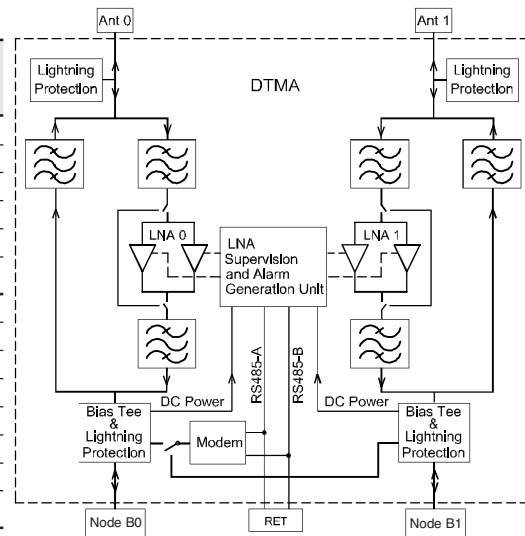 Ant 0
Ant 1
Lightning
Protection
DTMA
Lightning
Protection
LNA 0
LNA
Supervision
and Alarm
Generation Unit
LNA 1
RS485-A
RS485-B
DC Power
DC Power
Bias Tee
&
Lightning
Protection
Modem
Bias Tee
&
Lightning
Protection
Node B0
RET
Node B1